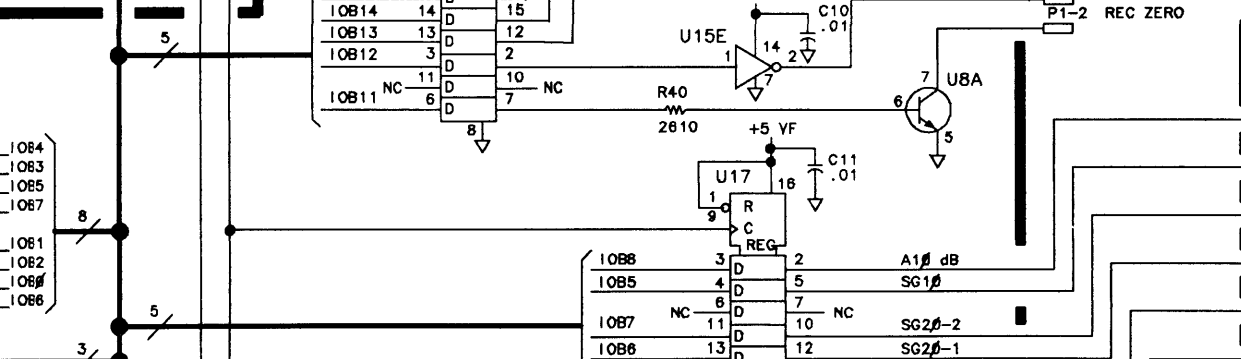 IOB14 14 15 C10 P1-2 REC ZERO
IOB13 13 12 U15E .01
5 IOB12 3 2 1 14 2
7
11 10 7 U8A
NC NC
IOB11 6 7 R40 6
8 2610 5
+5 VF
IOB4
IOB3 C11
IOB5 U17 16 .01
IOB7 1 R
8 9 C
IOB1 REG
IOB2 IOB8 3 D 2 A10 dB
IOB0 IOB5 4 D 5 SG10
IOB6 NC 6 D 7 NC
5 IOB7 11 D 10 SG20-2
3 IOB6 13 D 12 SG20-1